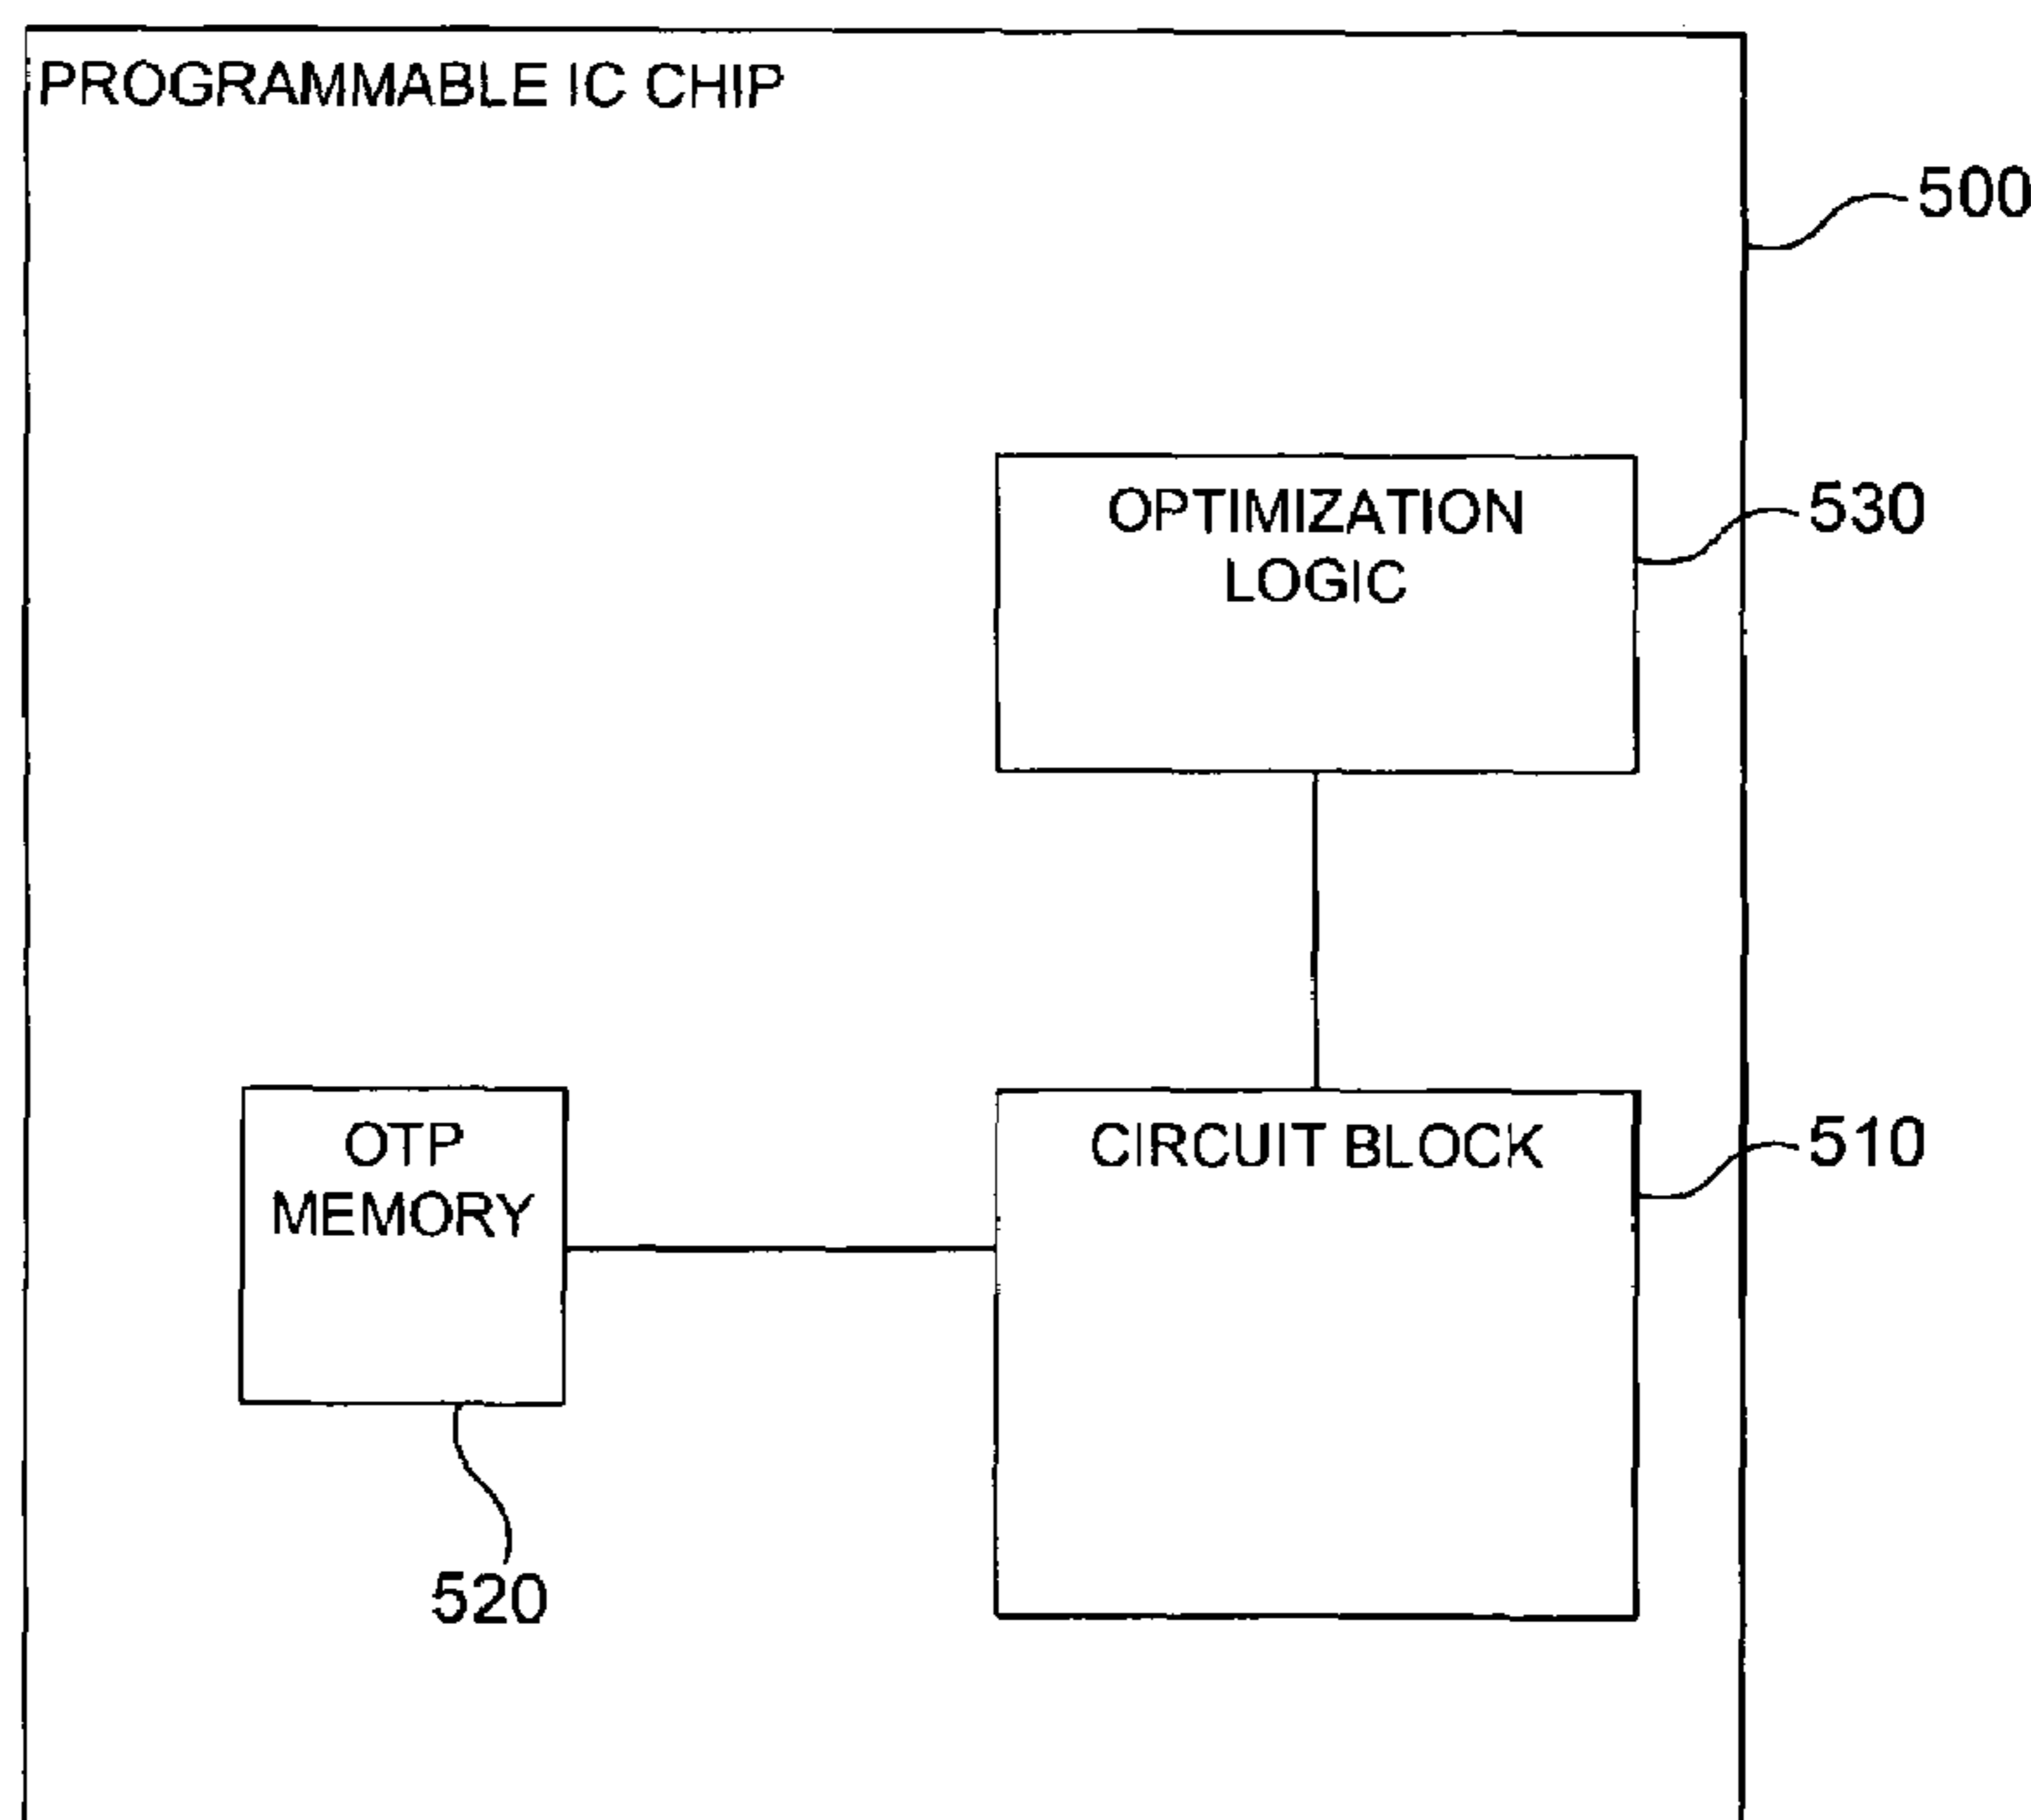 PROGRAMMABLE IC CHIP
500
OPTIMIZATION
LOGIC
530
OTP
MEMORY
CIRCUIT BLOCK
510
520